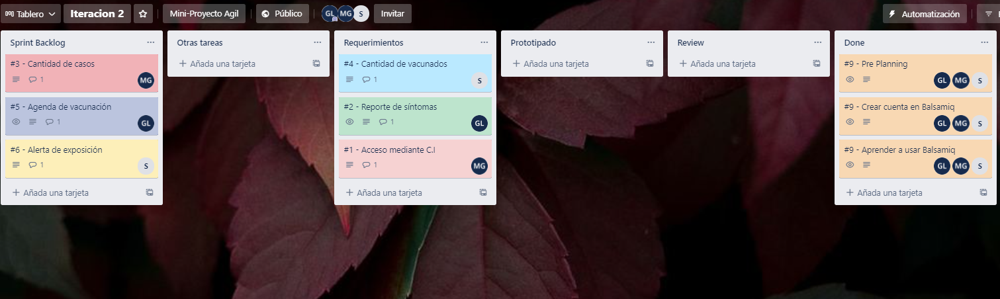 Tablero
Iteracion 2
Mini-Proyecto Agil
Público
GL MG S
Invitar
Automatización
Sprint Backlog
#3 - Cantidad de casos
1
MG
#5 - Agenda de vacunación
1
GL
#6 - Alerta de exposición
1
S
+ Añada una tarjeta
Otras tareas
+ Añada una tarjeta
Requerimientos
#4 - Cantidad de vacunados
1
S
#2 - Reporte de síntomas
1
GL
#1 - Acceso mediante C.I
1
MG
+ Añada una tarjeta
Prototipado
+ Añada una tarjeta
Review
+ Añada una tarjeta
Done
#9 - Pre Planning
GL MG S
#9 - Crear cuenta en Balsamiq
GL MG S
#9 - Aprender a usar Balsamiq
GL MG S
+ Añada una tarjeta